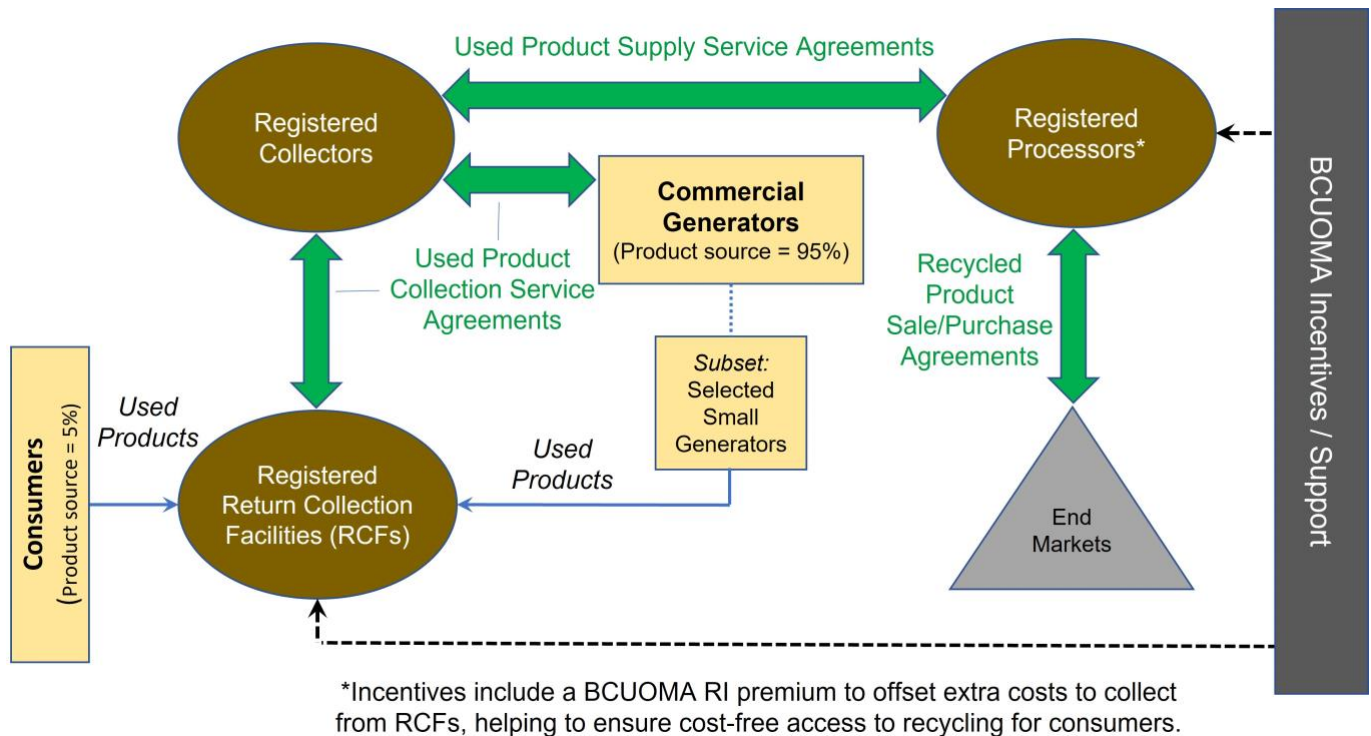 Used Product Supply Service Agreements
Registered
Collectors
Registered
Processors*
Commercial
Generators
(Product source = 95%)
Used Product
Collection Service
Agreements
Recycled
Product
Sale/Purchase
Agreements
Subset:
Selected
Small
Generators
Consumers
(Product source = 5%)
Used
Products
Registered
Return Collection
Facilities (RCFs)
Used
Products
End
Markets
BCUOMA Incentives / Support
*Incentives include a BCUOMA RI premium to offset extra costs to collect
from RCFs, helping to ensure cost-free access to recycling for consumers.